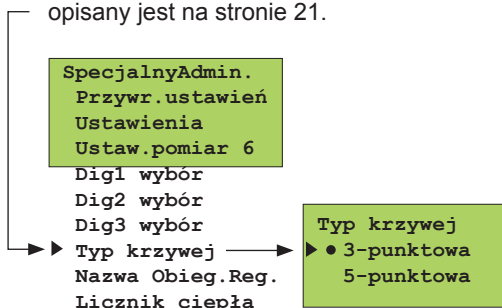 opisany jest na stronie 21.
SpecjalnyAdmin.
Przywr.ustawień
Ustawienia
Ustaw.pomiar 6
Dig1 wybór
Dig2 wybór
Dig3 wybór
Typ krzywej
Nazwa Obieg.Reg.
Licznik ciepła
Typ krzywej
3-punktowa
5-punktowa